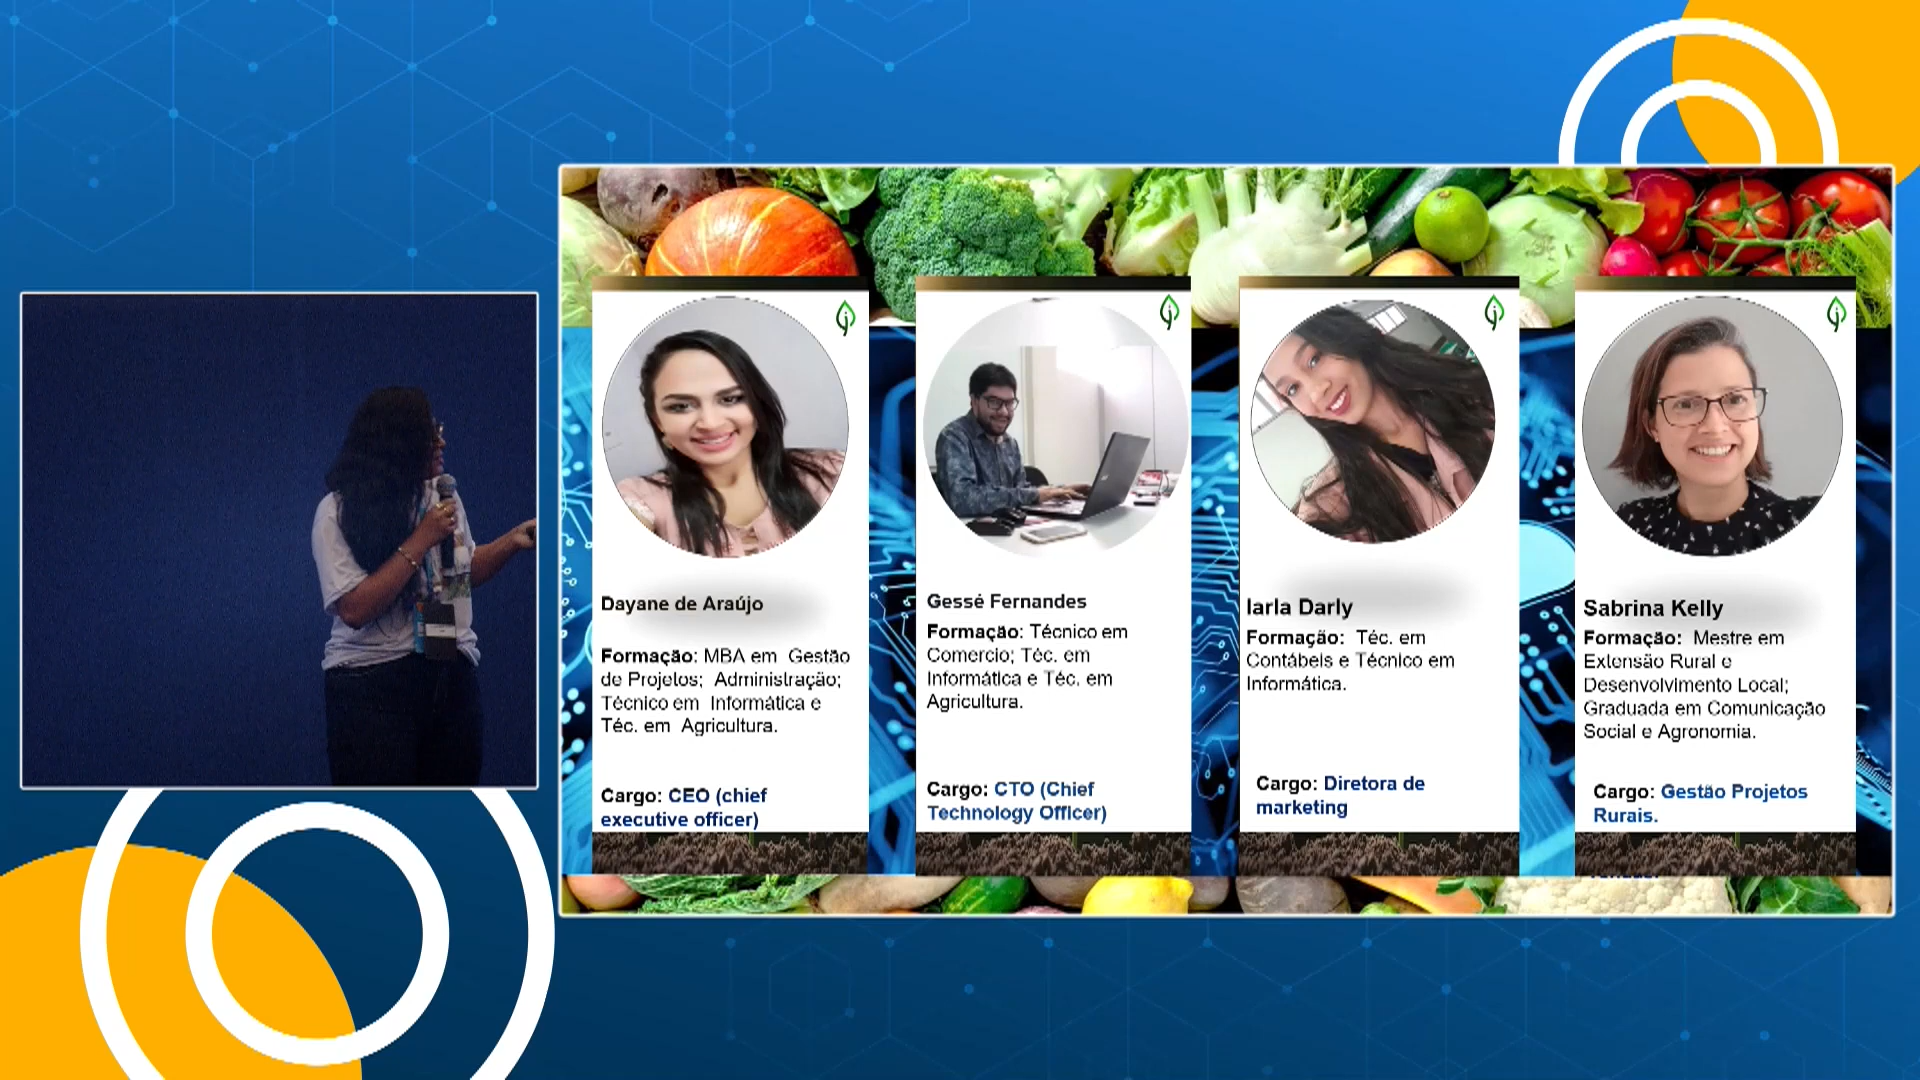 Dayane de Araújo
Formação: MBA em Gestão
de Projetos; Administração;
Técnico em Informática e
Téc. em Agricultura.
Cargo: CEO (chief
executive officer)
Gessé Fernandes
Formação: Técnico em
Comercio; Téc. em
Informática e Téc. em
Agricultura.
Cargo: CTO (Chief
Technology Officer)
Iarla Darly
Formação: Téc. em
Contábeis e Técnico em
Informática.
Cargo: Diretora de
marketing
Sabrina Kelly
Formação: Mestre em
Extensão Rural e
Desenvolvimento Local;
Graduada em Comunicação
Social e Agronomia.
Cargo: Gestão Projetos
Rurais.